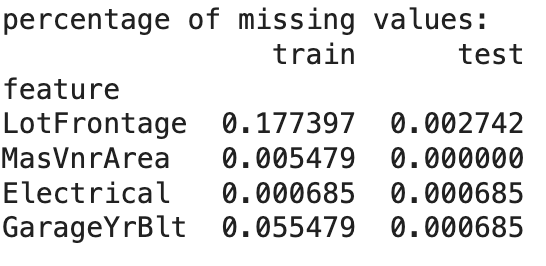 percentage of missing values:
train test
feature
LotFrontage 0.177397 0.002742
MasVnrArea 0.005479 0.000000
Electrical 0.000685 0.000685
GarageYrBlt 0.055479 0.000685